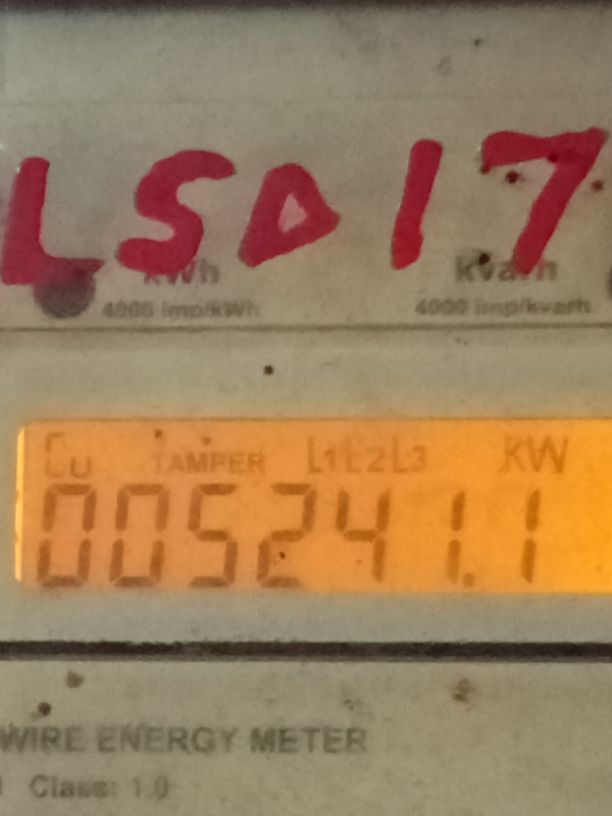 LSD17
kWh kvarh
4000 imp/kWh 4000 imp/kvarh
Cu TAMPER L1L2L3 KW
005241.1
WIRE ENERGY METER
Class: 1.0